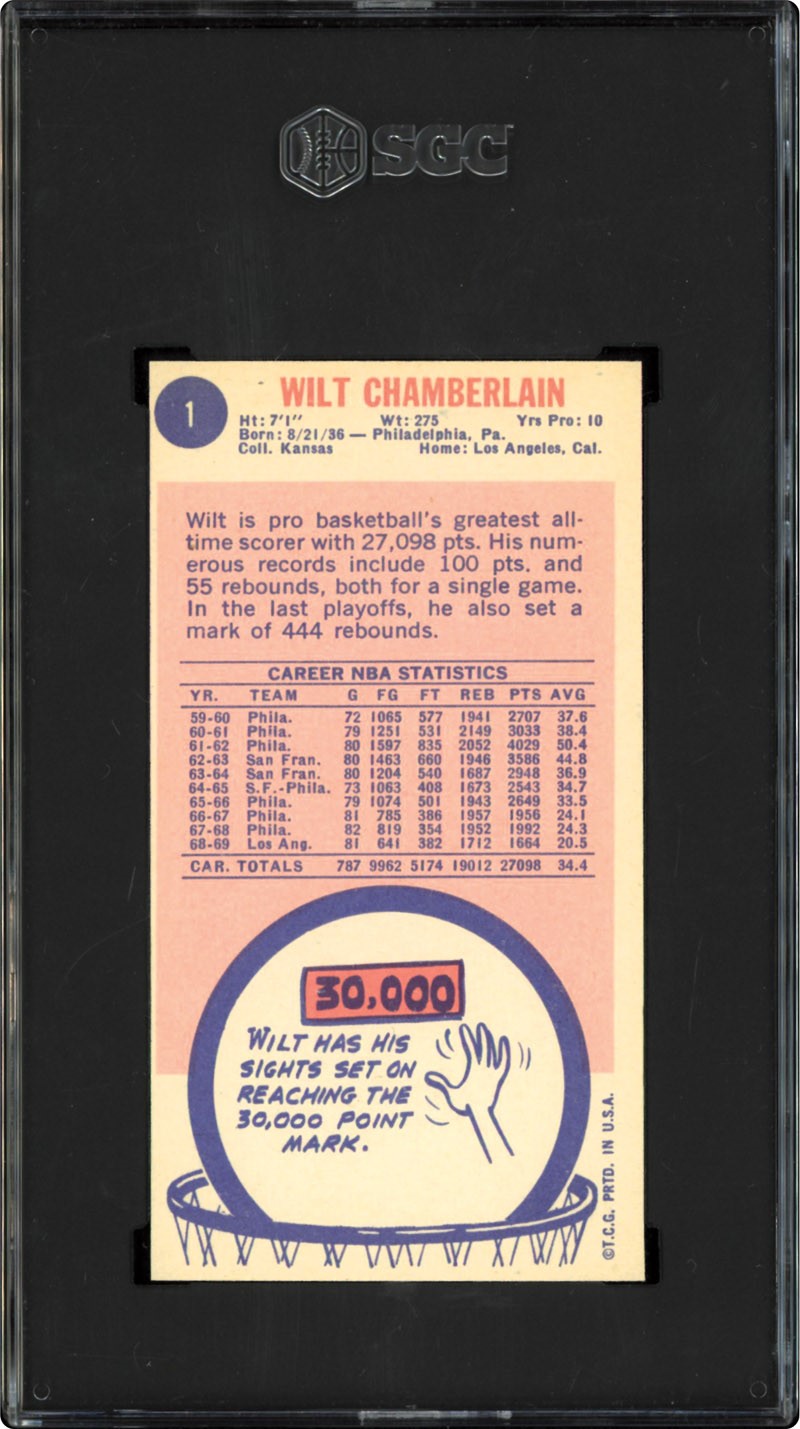 SGC
1
WILT CHAMBERLAIN
Ht: 7'1" Wt: 275 Yrs Pro: 10
Born: 8/21/36 — Philadelphia, Pa.
Coll. Kansas Home: Los Angeles, Cal.
Wilt is pro basketball's greatest all-
time scorer with 27,098 pts. His num-
erous records include 100 pts. and
55 rebounds, both for a single game.
In the last playoffs, he also set a
mark of 444 rebounds.
CAREER NBA STATISTICS
YR. TEAM G FG FT REB PTS AVG
59-60 Phila. 72 1065 577 1941 2707 37.6
60-61 Phila. 79 1251 531 2149 3033 38.4
61-62 Phila. 80 1597 835 2052 4029 50.4
62-63 San Fran. 80 1463 660 1946 3586 44.8
63-64 San Fran. 80 1204 540 1687 2948 36.9
64-65 S.F.-Phila. 73 1063 408 1673 2543 34.7
65-66 Phila. 79 1074 501 1943 2649 33.5
66-67 Phila. 81 785 386 1957 1956 24.1
67-68 Phila. 82 819 354 1952 1992 24.3
68-69 Los Ang. 81 641 382 1712 1664 20.5
CAR. TOTALS 787 9962 5174 19012 27098 34.4
30,000
WILT HAS HIS
SIGHTS SET ON
REACHING THE
30,000 POINT
MARK.
©T.C.G. PRTD. IN U.S.A.